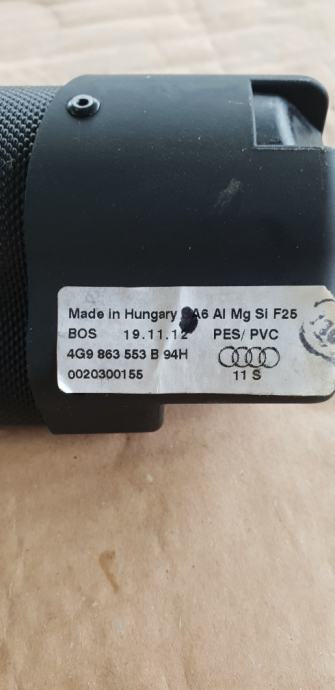 Made in Hungary A6 Al Mg Si F25
BOS 19.11.12 PES/ PVC
4G9 863 553 B 94H
0020300155 11 S